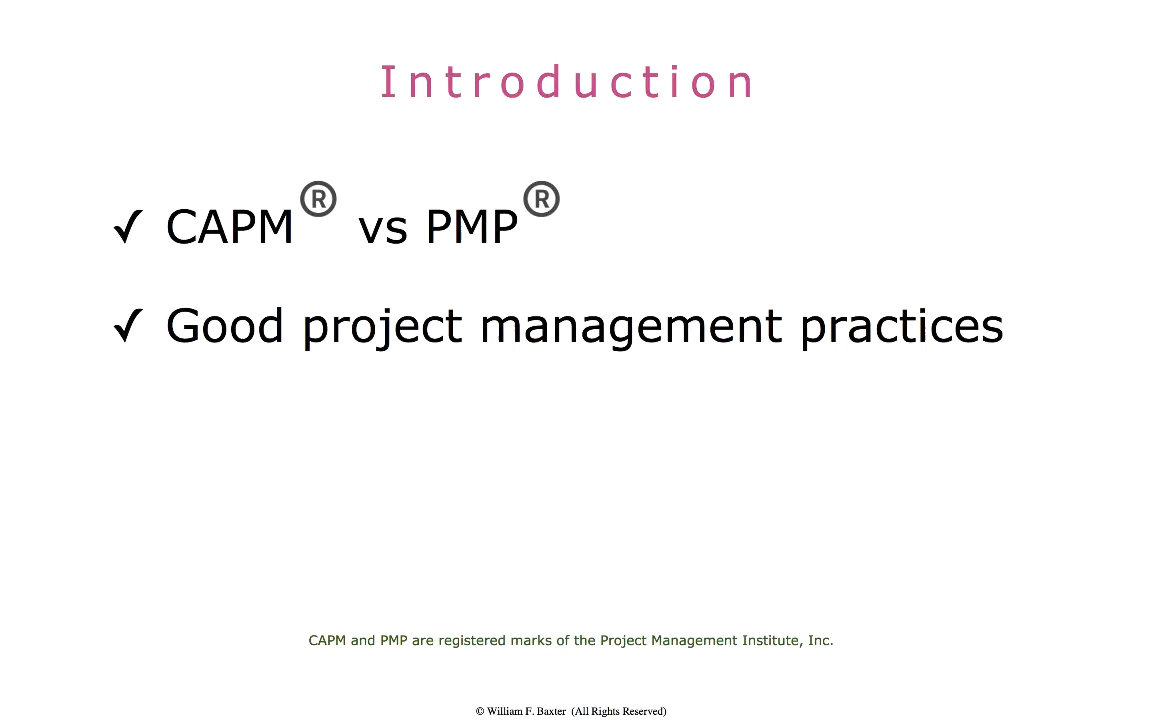 Introduction
✓ CAPM® vs PMP®
✓ Good project management practices
CAPM and PMP are registered marks of the Project Management Institute, Inc.
© William F. Baxter (All Rights Reserved)